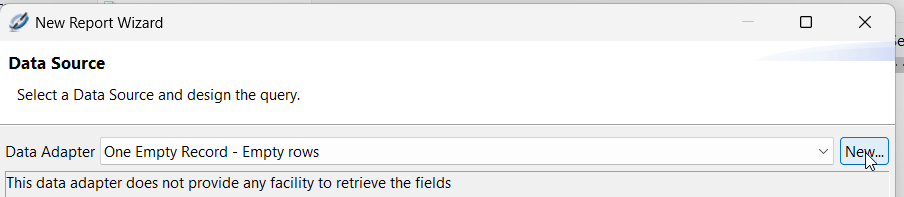 New Report Wizard
Data Source
Select a Data Source and design the query.
Data Adapter One Empty Record - Empty rows New...
This data adapter does not provide any facility to retrieve the fields